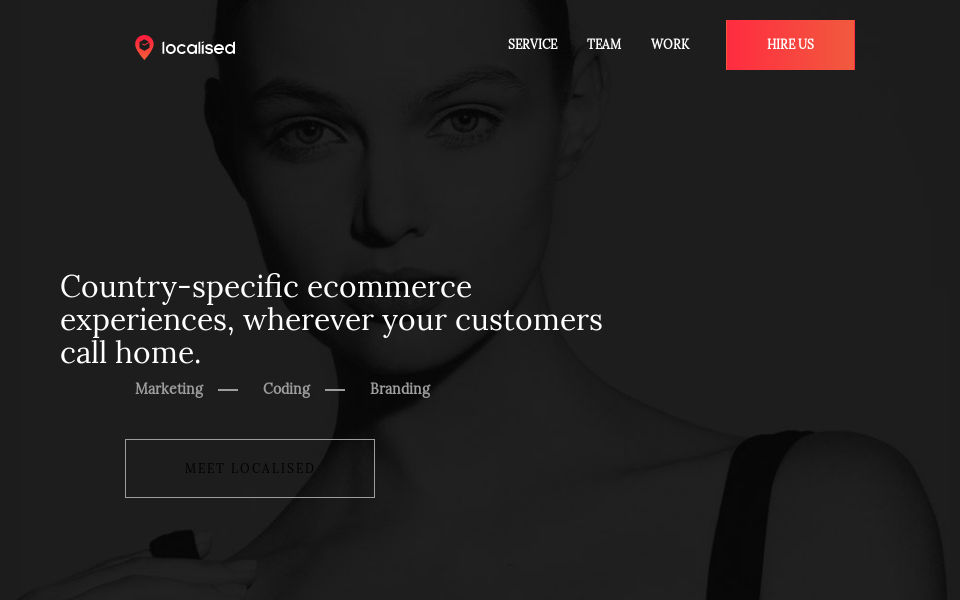 localised
SERVICE TEAM WORK HIRE US
Country-specific ecommerce
experiences, wherever your customers
call home.
Marketing — Coding — Branding
MEET LOCALISED